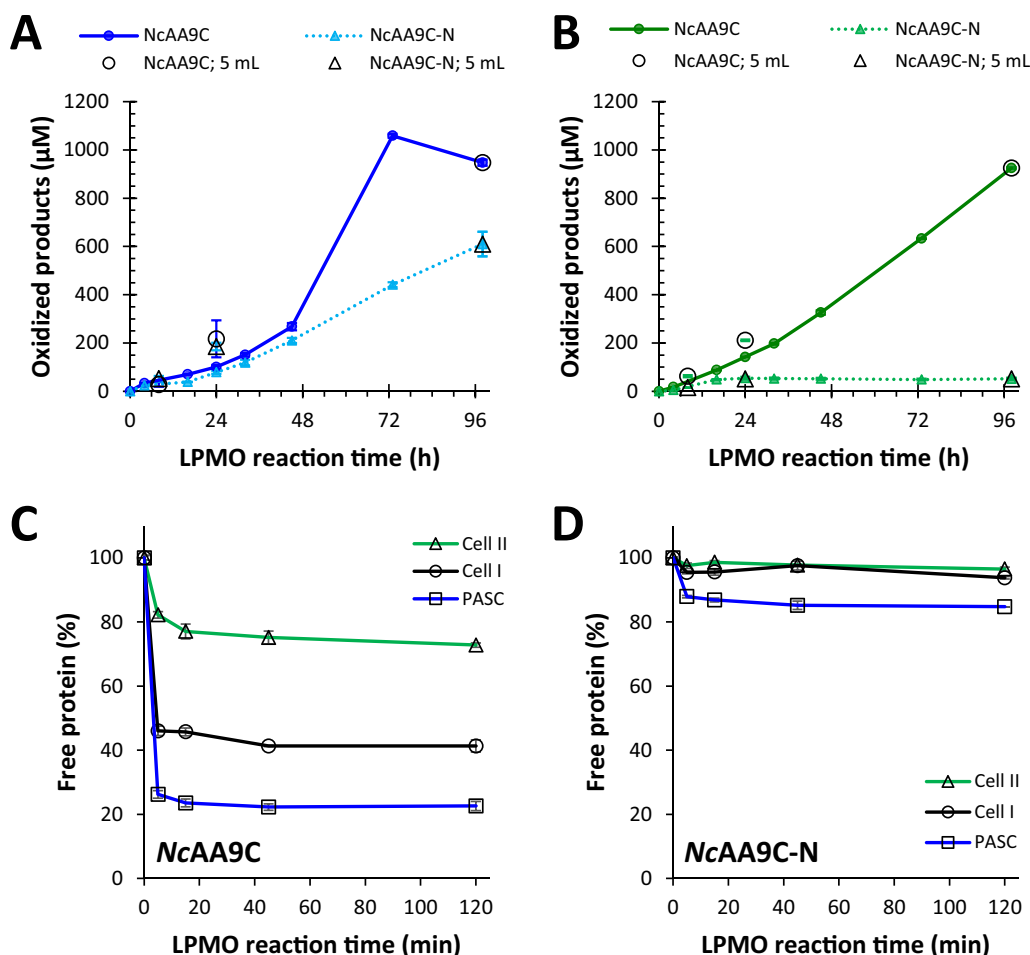 A
NcAA9C
NcAA9C-N
NcAA9C; 5 mL
NcAA9C-N; 5 mL
Oxidized products (µM)
1200
1000
800
600
400
200
0
0 24 48 72 96
LPMO reaction time (h)
B
NcAA9C
NcAA9C-N
NcAA9C; 5 mL
NcAA9C-N; 5 mL
Oxidized products (µM)
1200
1000
800
600
400
200
0
0 24 48 72 96
LPMO reaction time (h)
C
Cell II
Cell I
PASC
Free protein (%)
100
80
60
40
20
0
NcAA9C
0 20 40 60 80 100 120
LPMO reaction time (min)
D
Free protein (%)
100
80
60
40
20
0
Cell II
Cell I
PASC
NcAA9C-N
0 20 40 60 80 100 120
LPMO reaction time (min)